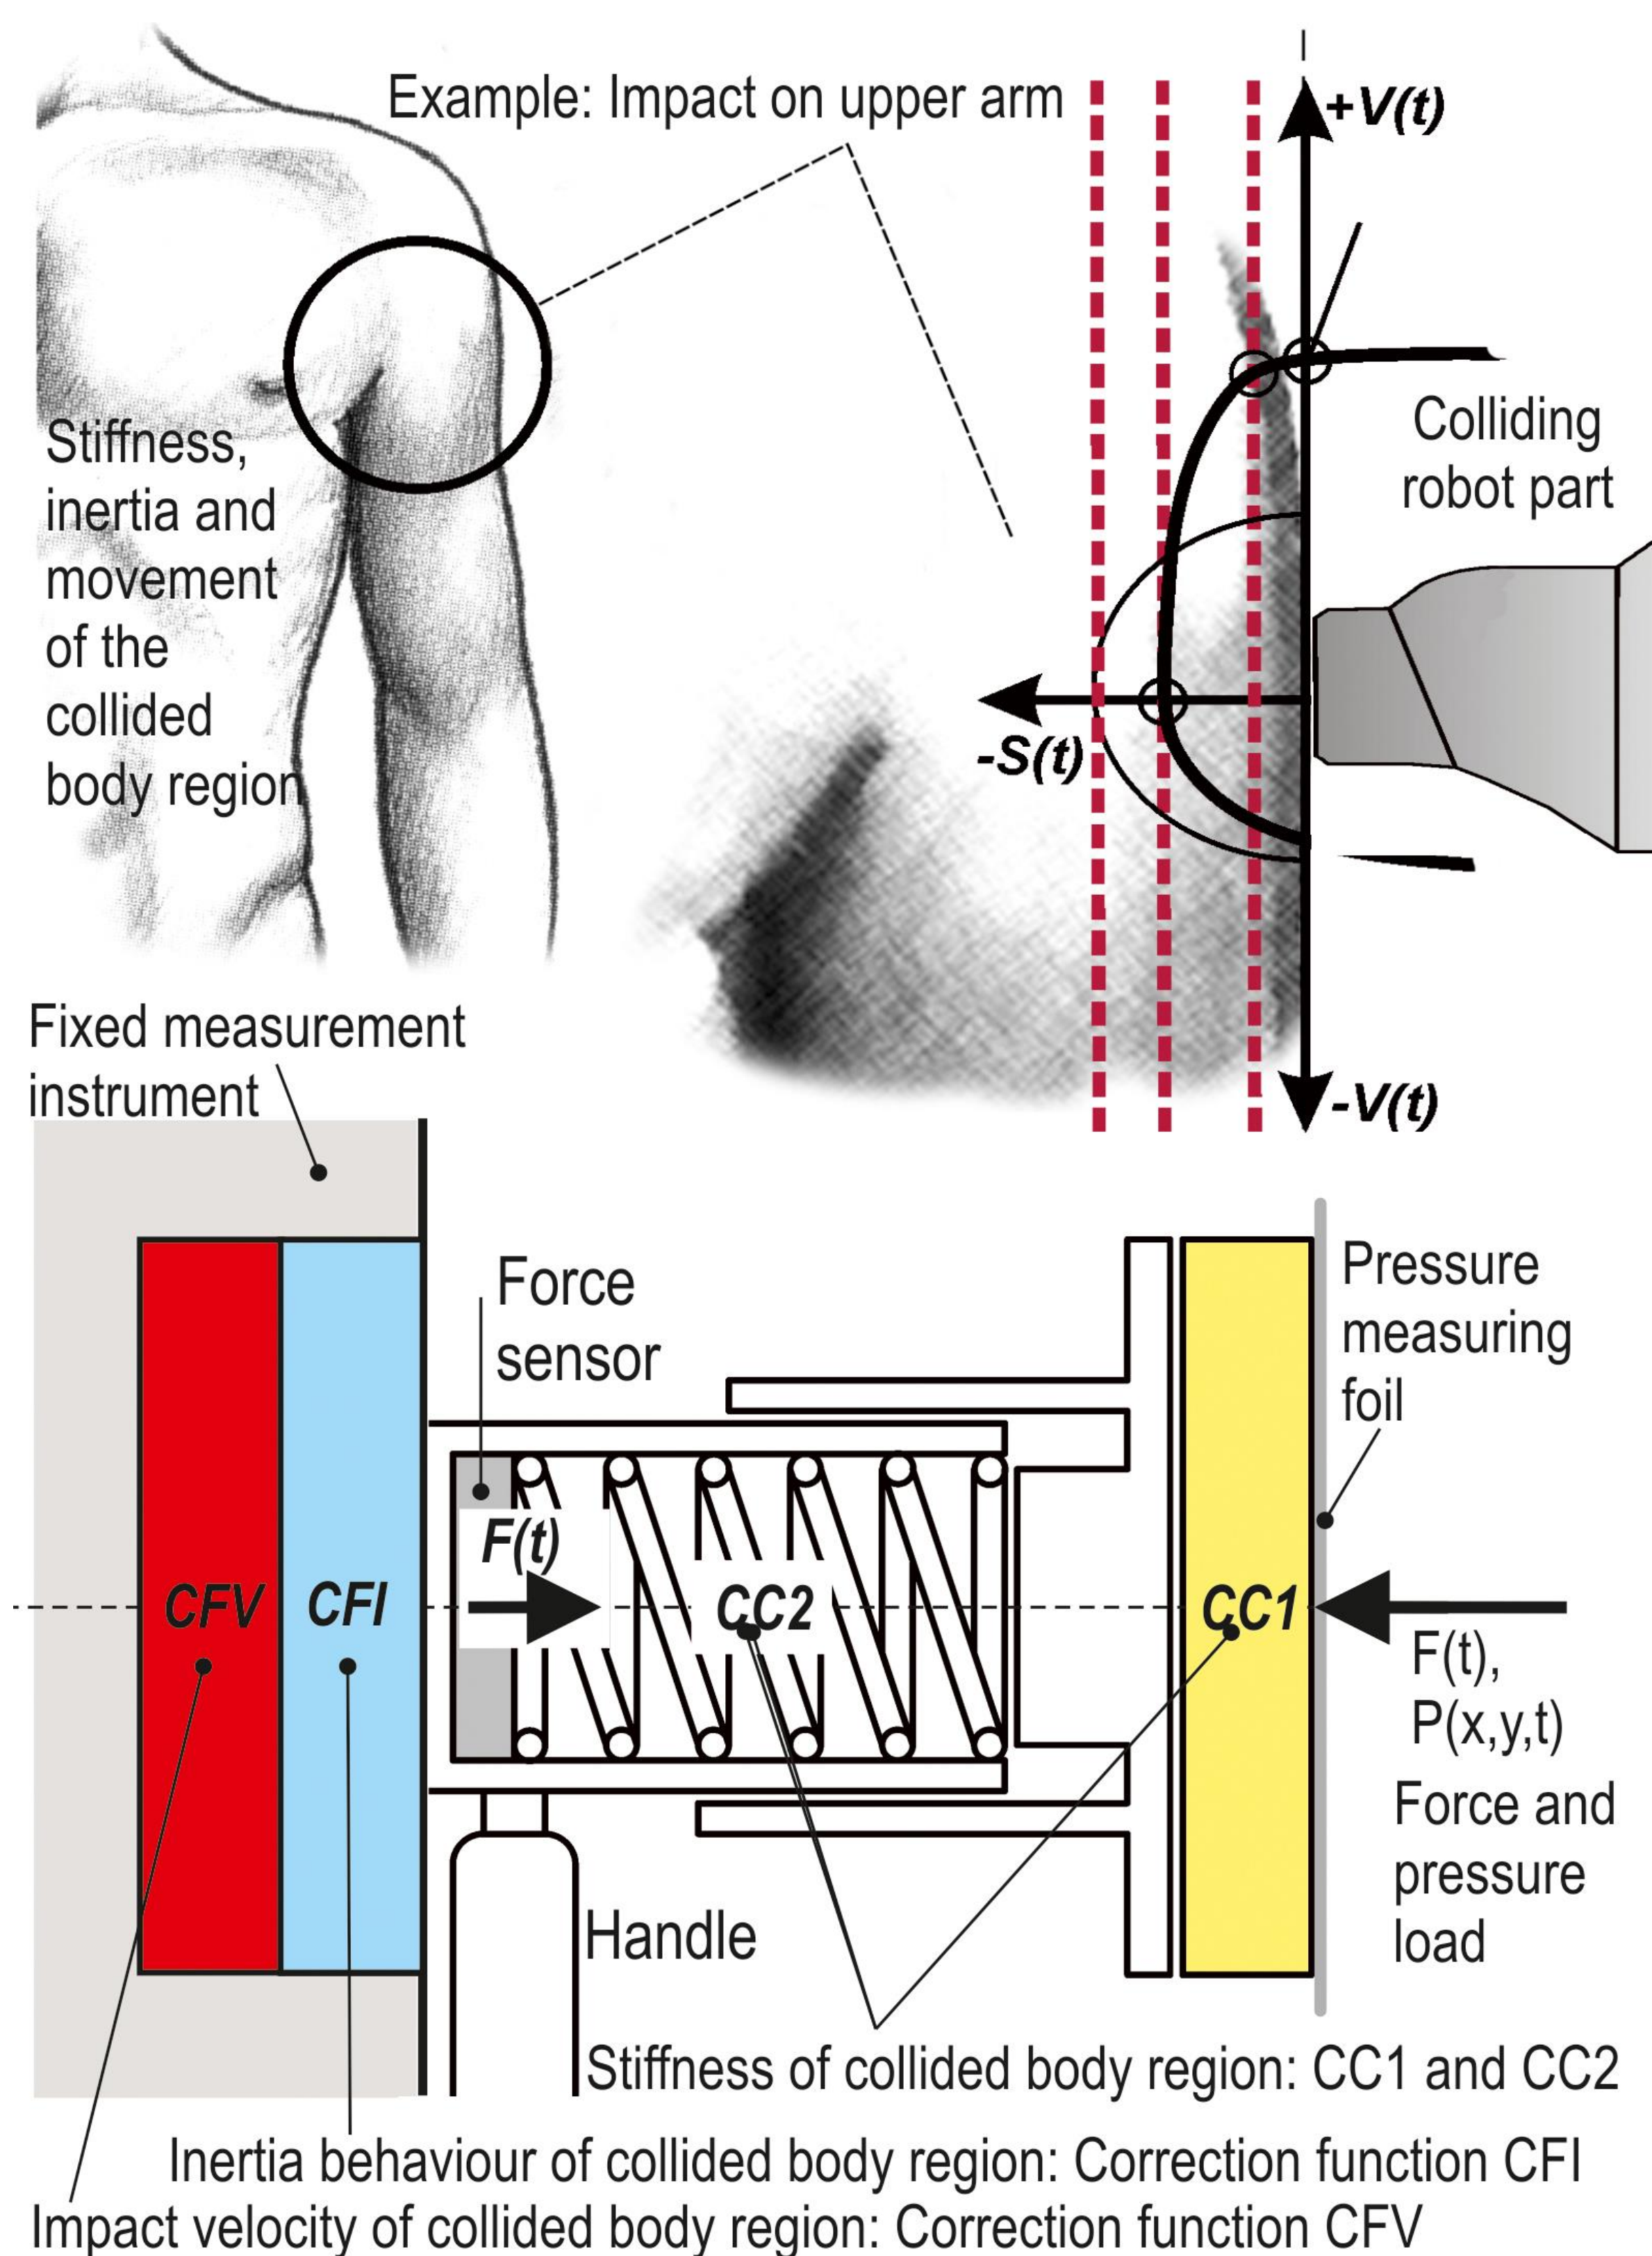 Example: Impact on upper arm
+V(t)
Colliding
robot part
Stiffness,
inertia and
movement
of the
collided
body region
-S(t)
-V(t)
Fixed measurement
instrument
Force
sensor
Pressure
measuring
foil
F(t)
CFV
CFI
CC2
CC1
F(t),
P(x,y,t)
Force and
pressure
load
Handle
Stiffness of collided body region: CC1 and CC2
Inertia behaviour of collided body region: Correction function CFI
Impact velocity of collided body region: Correction function CFV